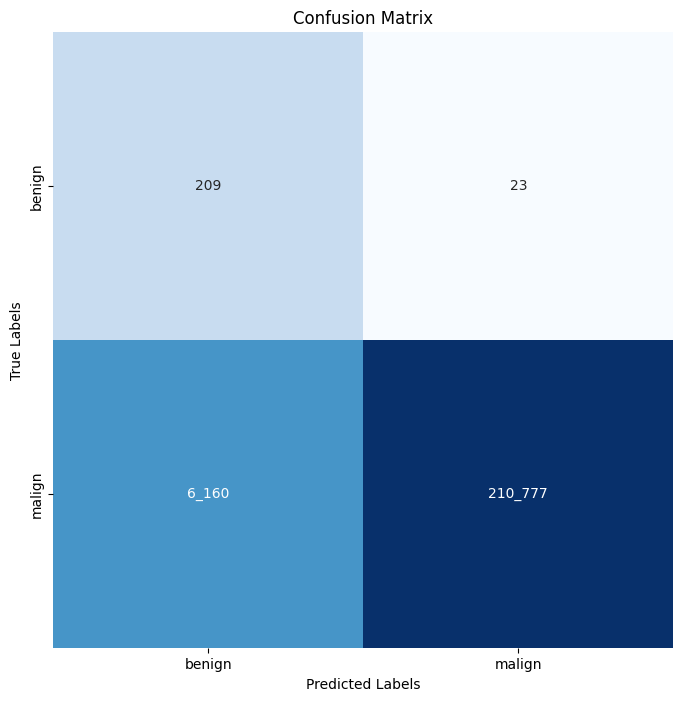 Confusion Matrix
True Labels
benign
209
23
malign
6_160
210_777
benign
malign
Predicted Labels